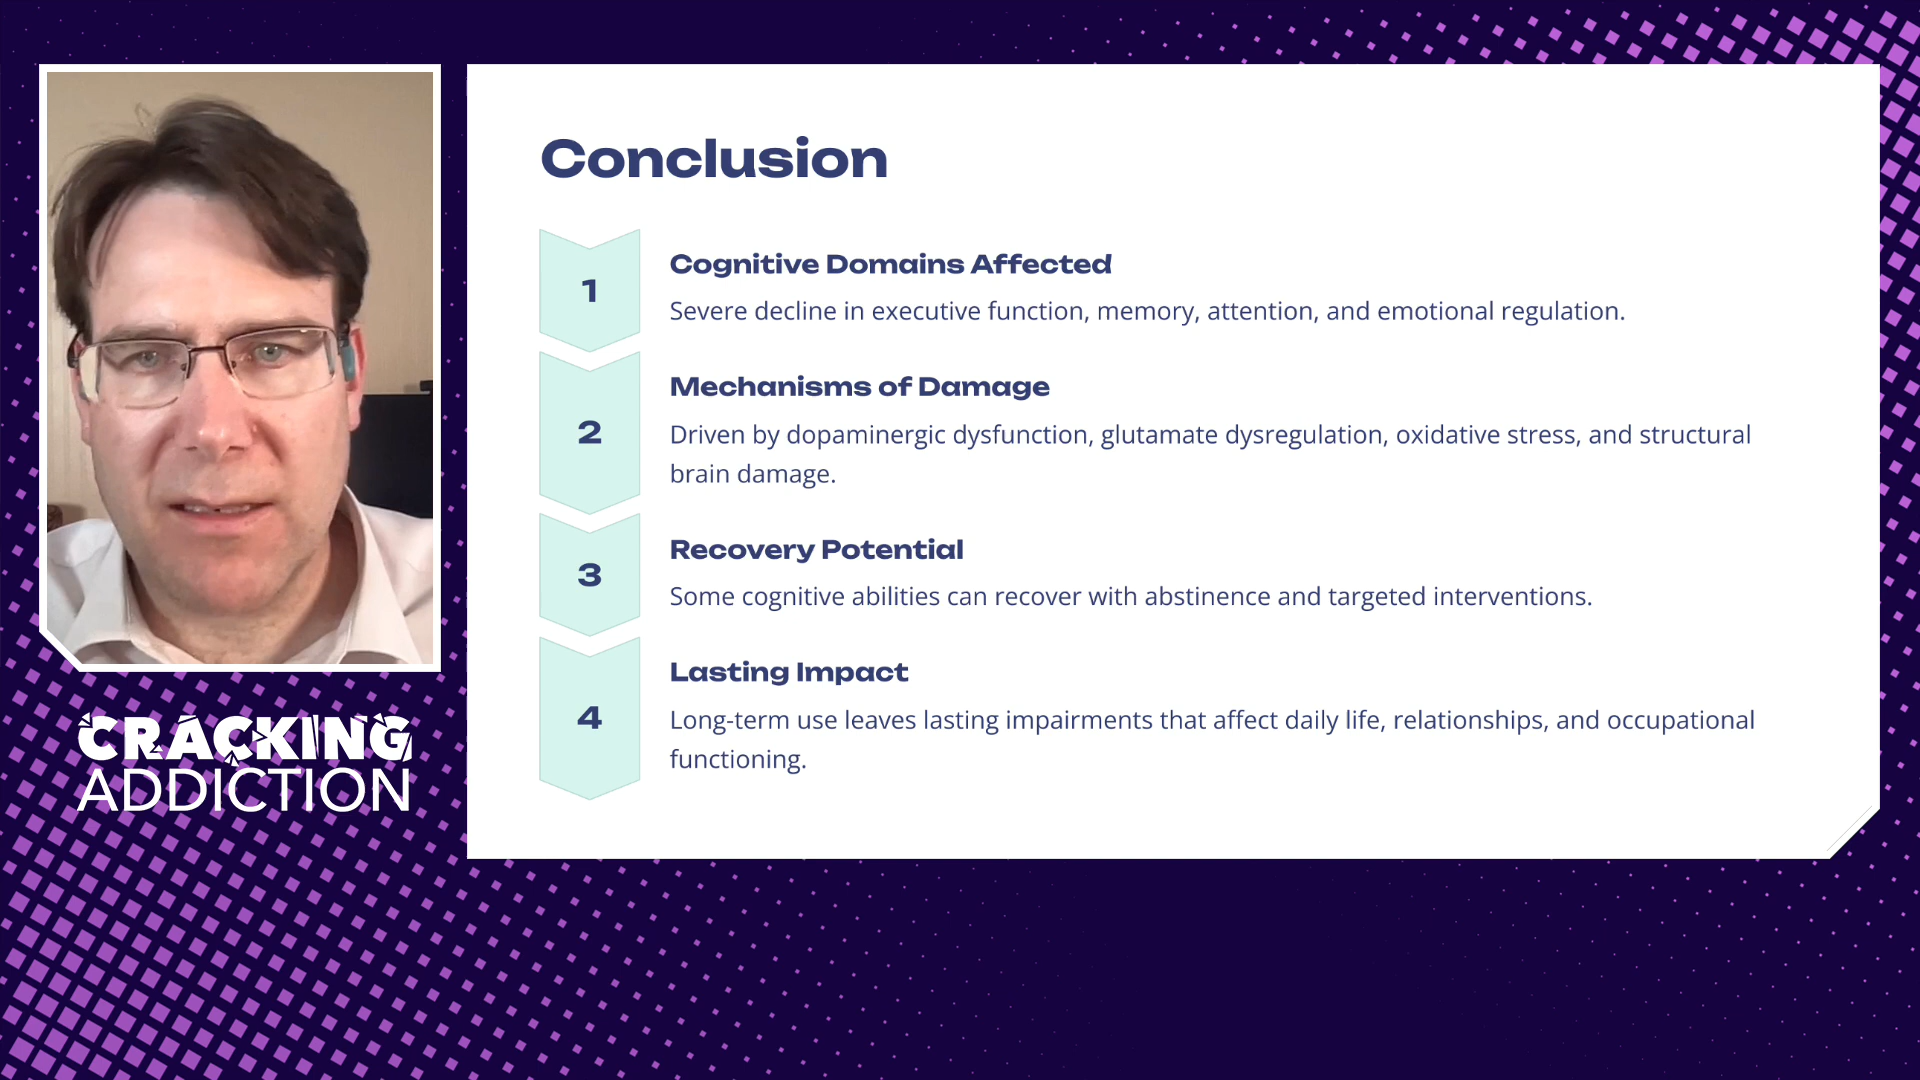 Conclusion
1
Cognitive Domains Affected
Severe decline in executive function, memory, attention, and emotional regulation.
2
Mechanisms of Damage
Driven by dopaminergic dysfunction, glutamate dysregulation, oxidative stress, and structural
brain damage.
3
Recovery Potential
Some cognitive abilities can recover with abstinence and targeted interventions.
4
Lasting Impact
Long-term use leaves lasting impairments that affect daily life, relationships, and occupational
functioning.
CRACKING
ADDICTION